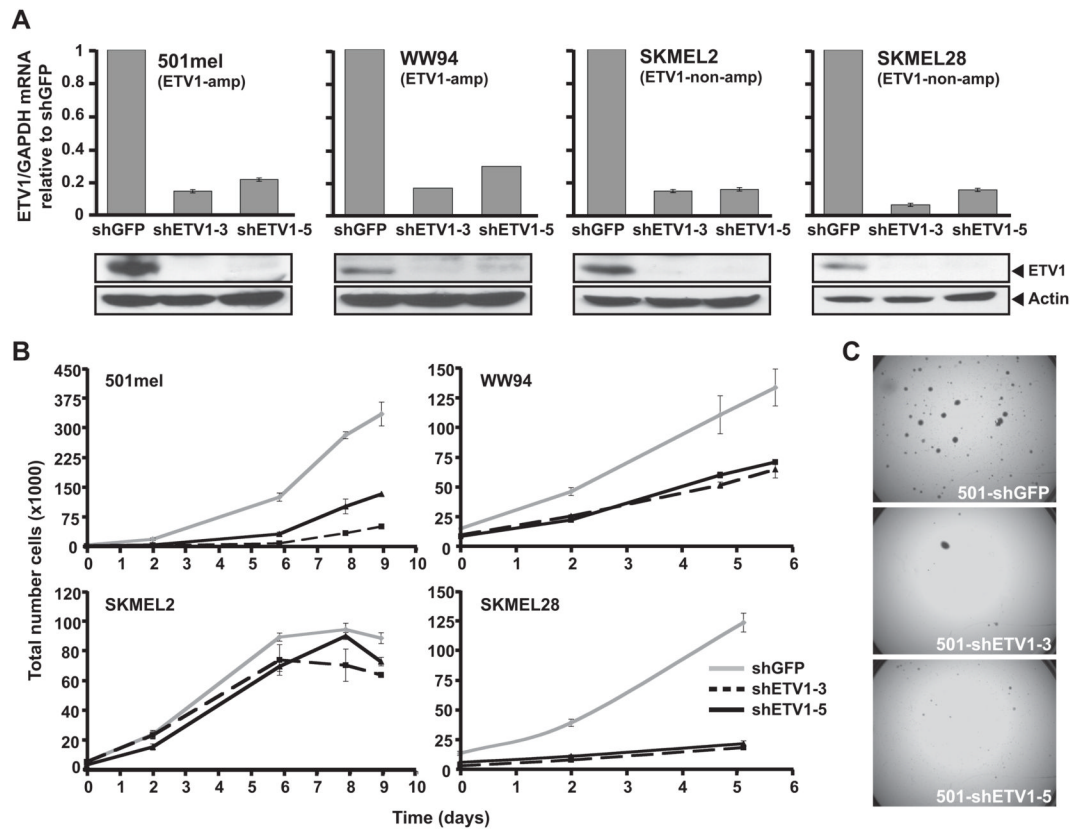 A
ETV1/GAPDH mRNA
relative to shGFP
1
0.8
0.6
0.4
0.2
0
501mel
(ETV1-amp)
shGFP shETV1-3 shETV1-5
WW94
(ETV1-amp)
shGFP shETV1-3 shETV1-5
SKMEL2
(ETV1-non-amp)
shGFP shETV1-3 shETV1-5
SKMEL28
(ETV1-non-amp)
shGFP shETV1-3 shETV1-5
ETV1
Actin
B
Total number cells (x1000)
501mel
450
375
300
225
150
75
0
0 1 2 3 4 5 6 7 8 9 10
WW94
150
125
100
75
50
25
0
0 1 2 3 4 5 6
SKMEL2
120
100
80
60
40
20
0
0 1 2 3 4 5 6 7 8 9 10
SKMEL28
150
125
100
75
50
25
0
0 1 2 3 4 5 6
shGFP
shETV1-3
shETV1-5
Time (days)
C
501-shGFP
501-shETV1-3
501-shETV1-5